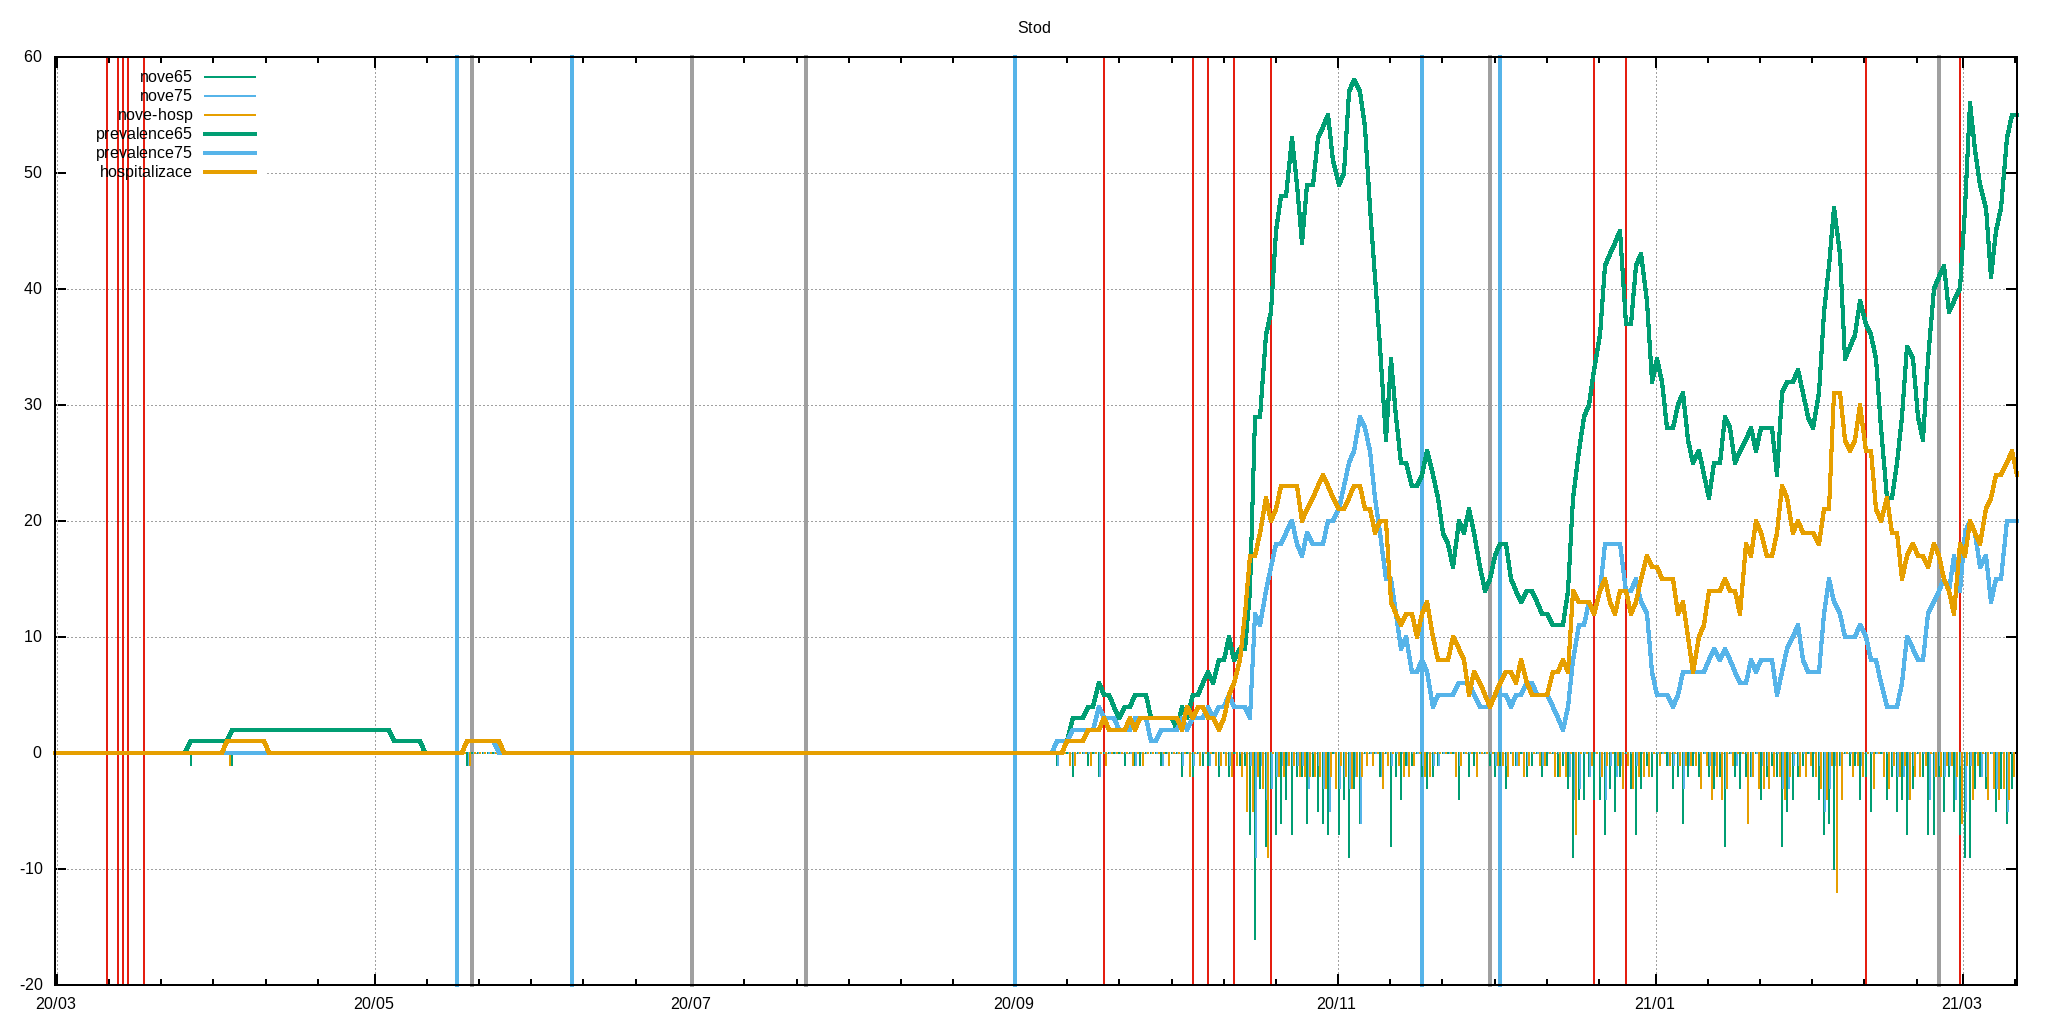 Stod
60
nove65
nove75
nove-hosp
prevalence65
prevalence75
hospitalizace
50
40
30
20
10
0
-10
-20
20/03 20/05 20/07 20/09 20/11 21/01 21/03